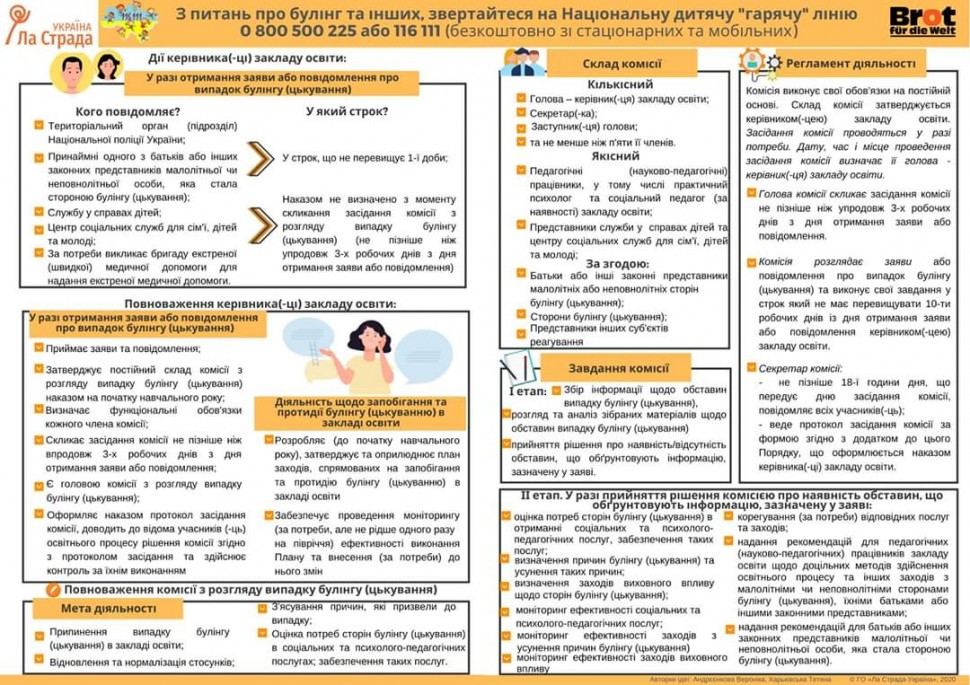 УКРАЇНА
Ла Страда
З питань про булінг та інших, звертайтеся на Національну дитячу "гарячу" лінію
0 800 500 225 або 116 111 (безкоштовно зі стаціонарних та мобільних)
Brot
für die Welt
Дії керівника(-ці) закладу освіти:
У разі отримання заяви або повідомлення про
випадок булінгу (цькування)
Кого повідомляє?
Територіальний орган (підрозділ)
Національної поліції України;
Принаймні одного з батьків або інших
законних представників малолітної чи
неповнолітної особи, яка стала
стороною булінгу (цькування);
Службу у справах дітей;
Центр соціальних служб для сім'ї, дітей
та молоді;
За потреби викликає бригаду екстреної
(швидкої) медичної допомоги для
надання екстреної медичної допомоги.
У який строк?
У строк, що не перевищує 1-ї доби;
Наказом не визначено з моменту
скликання засідання комісії з
розгляду випадку булінгу
(цькування) (не пізніше ніж
упродовж 3-х робочих днів з дня
отримання заяви або повідомлення)
Повноваження керівника(-ці) закладу освіти:
У разі отримання заяви або повідомлення
про випадок булінгу (цькування)
Приймає заяви та повідомлення;
Затверджує постійний склад комісії з
розгляду випадку булінгу (цькування)
наказом на початку навчального року;
Визначає функціональні обов'язки
кожного члена комісії;
Скликає засідання комісії не пізніше ніж
впродовж 3-х робочих днів з дня
отримання заяви або повідомлення;
Є головою комісії з розгляду випадку
булінгу (цькування);
Оформляє наказом протокол засідання
комісії, доводить до відома учасників (-ць)
освітнього процесу рішення комісії згідно
з протоколом засідання та здійснює
контроль за їхнім виконанням
Діяльність щодо запобігання та
протидії булінгу (цькуванню) в
закладі освіти
Розробляє (до початку навчального
року), затверджує та оприлюднює план
заходів, спрямованих на запобігання
та протидію булінгу (цькуванню) в
закладі освіти
Забезпечує проведення моніторингу
(за потреби, але не рідше одного разу
на півріччя) ефективності виконання
Плану та внесення (за потреби) до
нього змін
Повноваження комісії з розгляду випадку булінгу (цькування)
Мета діяльності
Припинення випадку булінгу
(цькування) в закладі освіти;
Відновлення та нормалізація стосунків;
З'ясування причин, які призвели до
випадку;
Оцінка потреб сторін булінгу (цькування)
в соціальних та психолого-педагогічних
послугах; забезпечення таких послуг.
Склад комісії
Кількісний
Голова – керівник(-ця) закладу освіти;
Секретар(-ка);
Заступник(-ця) голови;
та не менше ніж п'яти її членів.
Якісний
Педагогічні (науково-педагогічні)
працівники, у тому числі практичний
психолог та соціальний педагог (за
наявності) закладу освіти;
Представники служби у справах дітей та
центру соціальних служб для сім'ї, дітей
та молоді;
За згодою:
Батьки або інші законні представники
малолітніх або неповнолітніх сторін
булінгу (цькування);
Сторони булінгу (цькування);
Представники інших суб'єктів
реагування
Завдання комісії
І етап: Збір інформації щодо обставин
випадку булінгу (цькування),
розгляд та аналіз зібраних матеріалів щодо
обставин випадку булінгу (цькування)
прийняття рішення про наявність/відсутність
обставин, що обґрунтовують інформацію,
зазначену у заяві.
Регламент діяльності
Комісія виконує свої обов'язки на постійній
основі. Склад комісії затверджується
керівником(-цею) закладу освіти.
Засідання комісії проводяться у разі
потреби. Дату, час і місце проведення
засідання комісії визначає її голова -
керівник(-ця) закладу освіти.
Голова комісії скликає засідання комісії
не пізніше ніж упродовж 3-х робочих
днів з дня отримання заяви або
повідомлення.
Комісія розглядає заяви або
повідомлення про випадок булінгу
(цькування) та виконує свої завдання у
строк який не має перевищувати 10-ти
робочих днів із дня отримання заяви
або повідомлення керівником(-цею)
закладу освіти.
Секретар комісії:
- не пізніше 18-ї години дня, що
передує дню засідання комісії,
повідомляє всіх учасників(-ць);
- веде протокол засідання комісії за
формою згідно з додатком до цього
Порядку, що оформлюється наказом
керівника(-ці) закладу освіти.
ІІ етап. У разі прийняття рішення комісією про наявність обставин, що
обґрунтовують інформацію, зазначену у заяві:
оцінка потреб сторін булінгу (цькування) в
отриманні соціальних та психолого-
педагогічних послуг, забезпечення таких
послуг;
визначення причин булінгу (цькування) та
усунення таких причин;
визначення заходів виховного впливу
щодо сторін булінгу (цькування);
моніторинг ефективності соціальних та
психолого-педагогічних послуг;
моніторинг ефективності заходів з
усунення причин булінгу (цькування)
моніторинг ефективності заходів виховного
впливу
корегування (за потреби) відповідних послуг
та заходів;
надання рекомендацій для педагогічних
(науково-педагогічних) працівників закладу
освіти щодо доцільних методів здійснення
освітнього процесу та інших заходів з
малолітніми чи неповнолітніми сторонами
булінгу (цькування), їхніми батьками або
іншими законними представниками;
надання рекомендацій для батьків або інших
законних представників малолітньої чи
неповнолітньої особи, яка стала стороною
булінгу (цькування).
Авторки ідеї: Андрєєнкова Вероніка, Харьківська Тетяна © ГО «Ла Страда-Україна», 2020